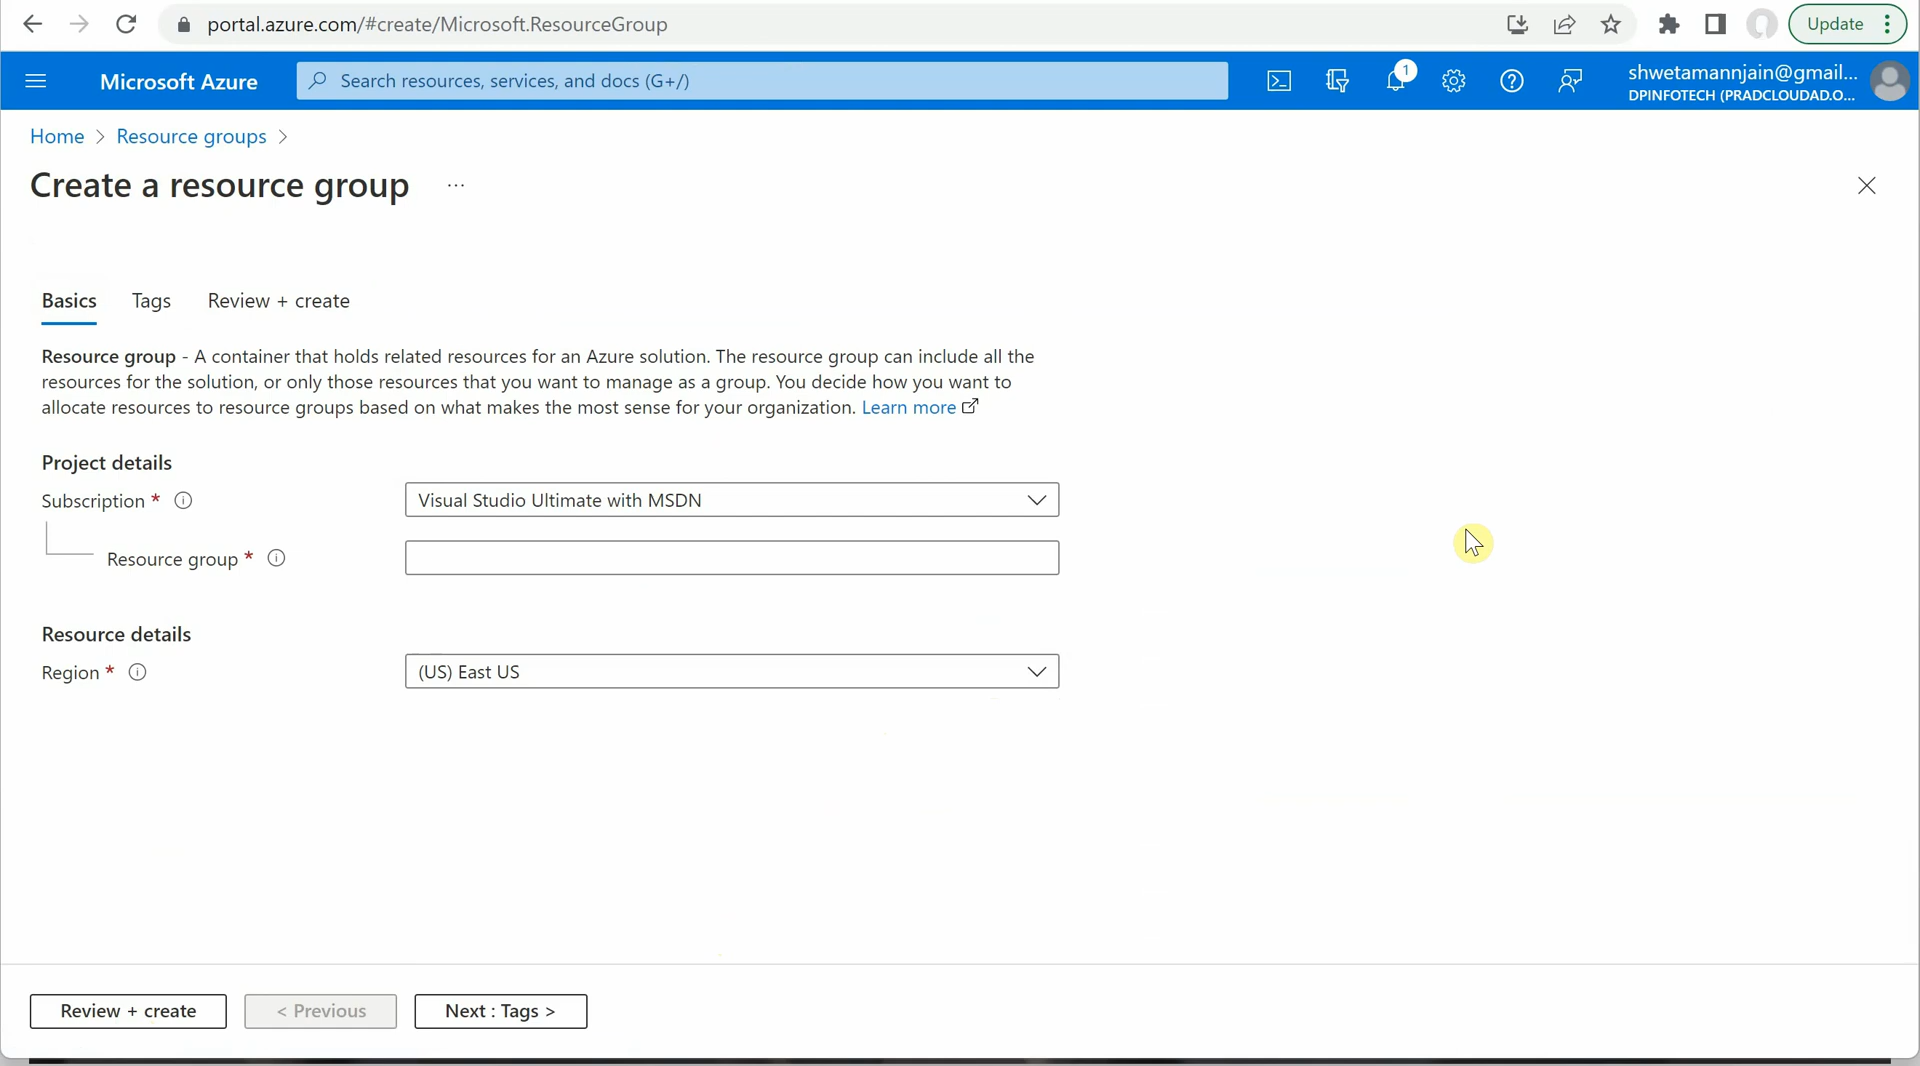 portal.azure.com/#create/Microsoft.ResourceGroup
Update
Microsoft Azure
Search resources, services, and docs (G+/)
1
shwetamannjain@gmail...
DPINFOTECH (PRADCLOUDAD.O...
Home > Resource groups >
Create a resource group ...
Basics Tags Review + create
Resource group - A container that holds related resources for an Azure solution. The resource group can include all the
resources for the solution, or only those resources that you want to manage as a group. You decide how you want to
allocate resources to resource groups based on what makes the most sense for your organization. Learn more
Project details
Subscription * Visual Studio Ultimate with MSDN
Resource group *
Resource details
Region * (US) East US
Review + create < Previous Next : Tags >